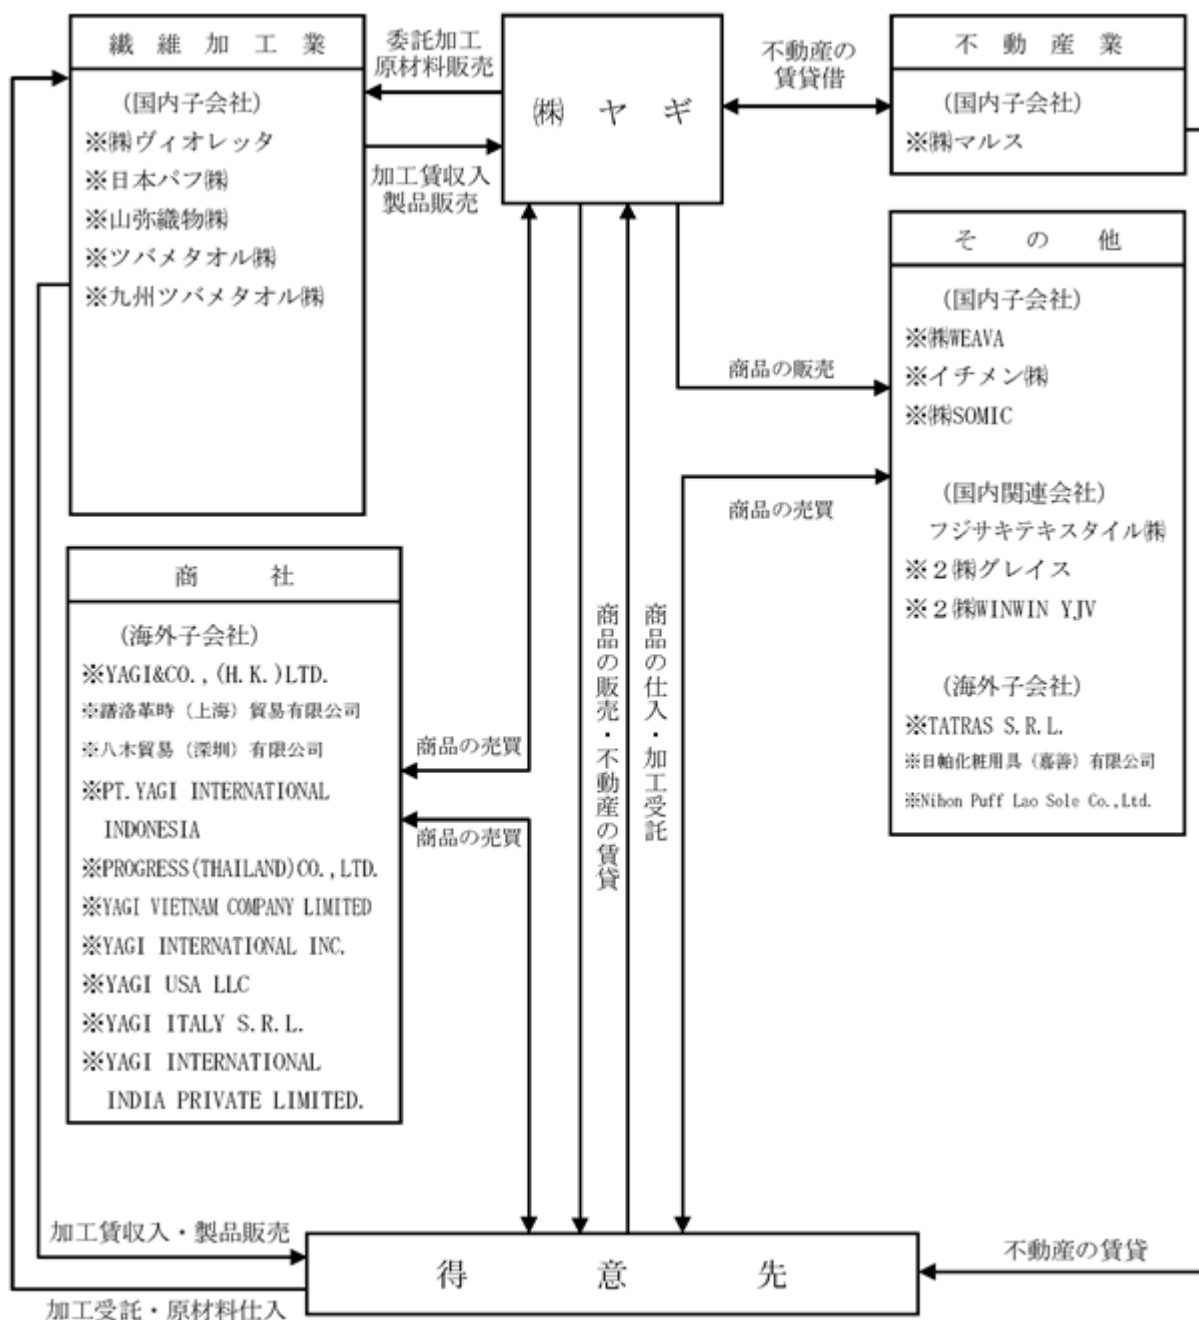 繊維加工業
(国内子会社)
※㈱ヴィオレッタ
※日本パフ㈱
※山弥織物㈱
※ツバメタオル㈱
※九州ツバメタオル㈱
委託加工
原材料販売
加工賃収入
製品販売
㈱ヤギ
不動産の
賃貸借
不動産業
(国内子会社)
※㈱マルス
その他
(国内子会社)
※㈱WEAVA
※イチメン㈱
※㈱SOMIC
(国内関連会社)
フジサキテキスタイル㈱
※2㈱グレイス
※2㈱WINWIN YJV
(海外子会社)
※TATRAS S.R.L.
※日帕化粧用具（嘉善）有限公司
※Nihon Puff Lao Sole Co.,Ltd.
商品の販売
商品の売買
商社
(海外子会社)
※YAGI&CO.,(H.K.)LTD.
※譜洛革時（上海）貿易有限公司
※八木貿易（深圳）有限公司
※PT.YAGI INTERNATIONAL
INDONESIA
※PROGRESS(THAILAND)CO.,LTD.
※YAGI VIETNAM COMPANY LIMITED
※YAGI INTERNATIONAL INC.
※YAGI USA LLC
※YAGI ITALY S.R.L.
※YAGI INTERNATIONAL
INDIA PRIVATE LIMITED.
商品の売買
商品の売買
商品の販売・不動産の賃貸
商品の仕入・加工受託
加工賃収入・製品販売
加工受託・原材料仕入
得意先
不動産の賃貸